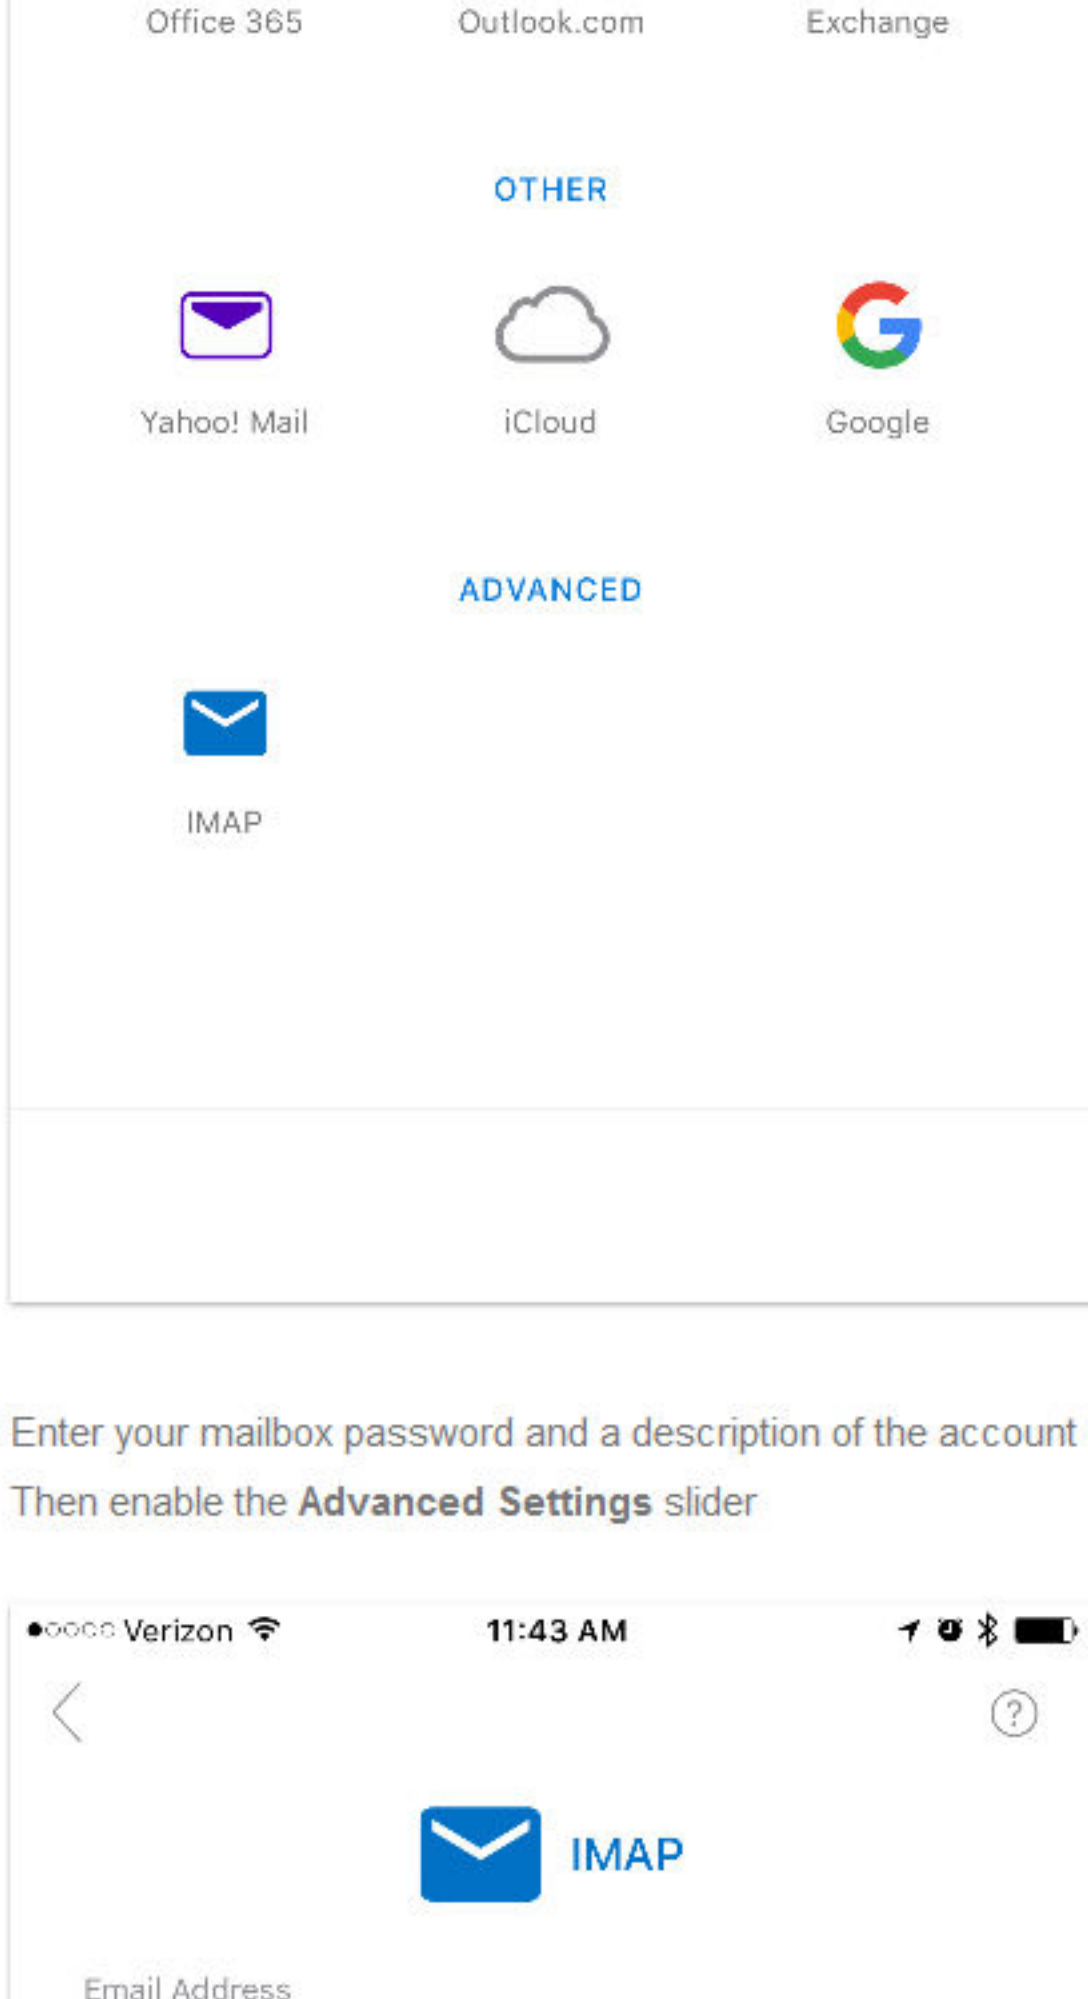 Office 365 Outlook.com Exchange
OTHER
Yahoo! Mail iCloud Google
ADVANCED
IMAP
Enter your mailbox password and a description of the account
Then enable the Advanced Settings slider
Verizon 11:43 AM
?
IMAP
Email Address